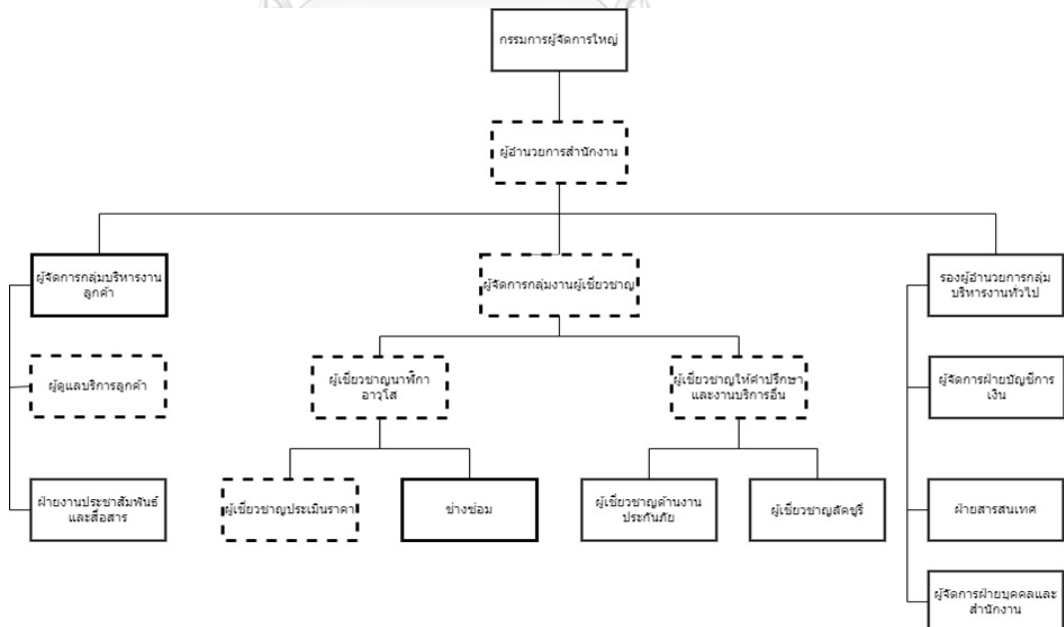 กรรมการผู้จัดการใหญ่
ผู้อำนวยการสำนักงาน
ผู้จัดการกลุ่มบริหารงาน
ลูกค้า
ผู้จัดการกลุ่มงานผู้เชี่ยวชาญ
รองผู้อำนวยการกลุ่ม
บริหารงานทั่วไป
ผู้ดูแลบริการลูกค้า
ผู้เชี่ยวชาญนาฬิกา
อาวุโส
ผู้เชี่ยวชาญให้คำปรึกษา
และงานบริการอื่น
ผู้จัดการฝ่ายบัญชีการ
เงิน
ฝ่ายงานประชาสัมพันธ์
และสื่อสาร
ผู้เชี่ยวชาญประเมินราคา
ช่างซ่อม
ผู้เชี่ยวชาญด้านงาน
ประกันภัย
ผู้เชี่ยวชาญลัคชูรี่
ฝ่ายสารสนเทศ
ผู้จัดการฝ่ายบุคคลและ
สำนักงาน